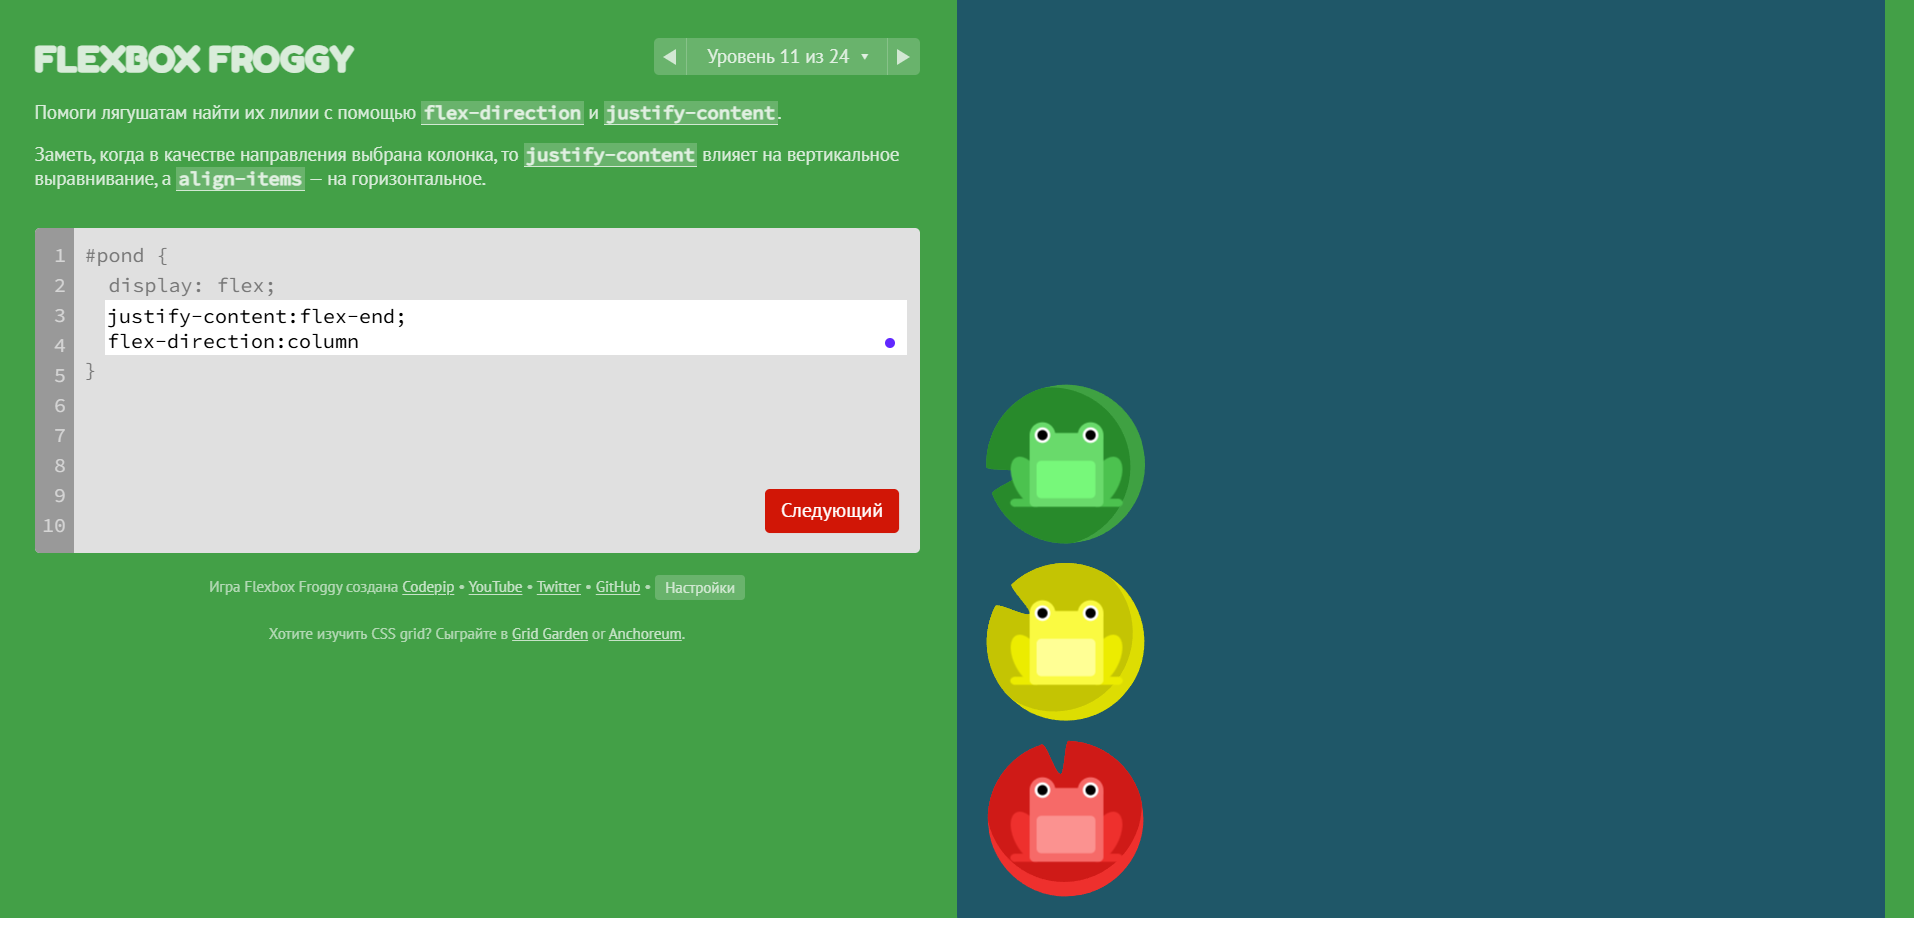 FLEXBOX FROGGY
◀ Уровень 11 из 24 ▾ ▶
Помоги лягушатам найти их лилии с помощью flex-direction и justify-content.
Заметь, когда в качестве направления выбрана колонка, то justify-content влияет на вертикальное
выравнивание, а align-items — на горизонтальное.
1 #pond {
2 display: flex;
3 justify-content:flex-end;
4 flex-direction:column
5 }
6
7
8
9
10
Следующий
Игра Flexbox Froggy создана Codepip • YouTube • Twitter • GitHub • Настройки
Хотите изучить CSS grid? Сыграйте в Grid Garden or Anchoreum.